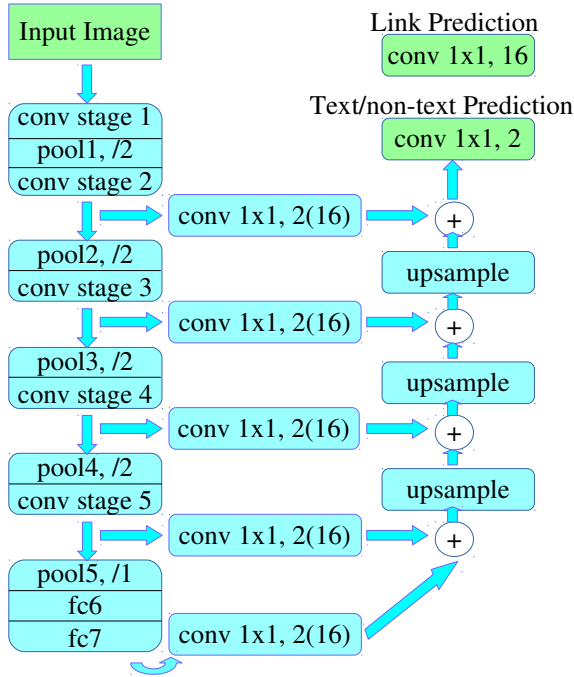 Input Image
conv stage 1
pool1, /2
conv stage 2
pool2, /2
conv stage 3
pool3, /2
conv stage 4
pool4, /2
conv stage 5
pool5, /1
fc6
fc7
conv 1x1, 2(16)
conv 1x1, 2(16)
conv 1x1, 2(16)
conv 1x1, 2(16)
conv 1x1, 2(16)
Link Prediction
conv 1x1, 16
Text/non-text Prediction
conv 1x1, 2
+
upsample
+
upsample
+
upsample
+